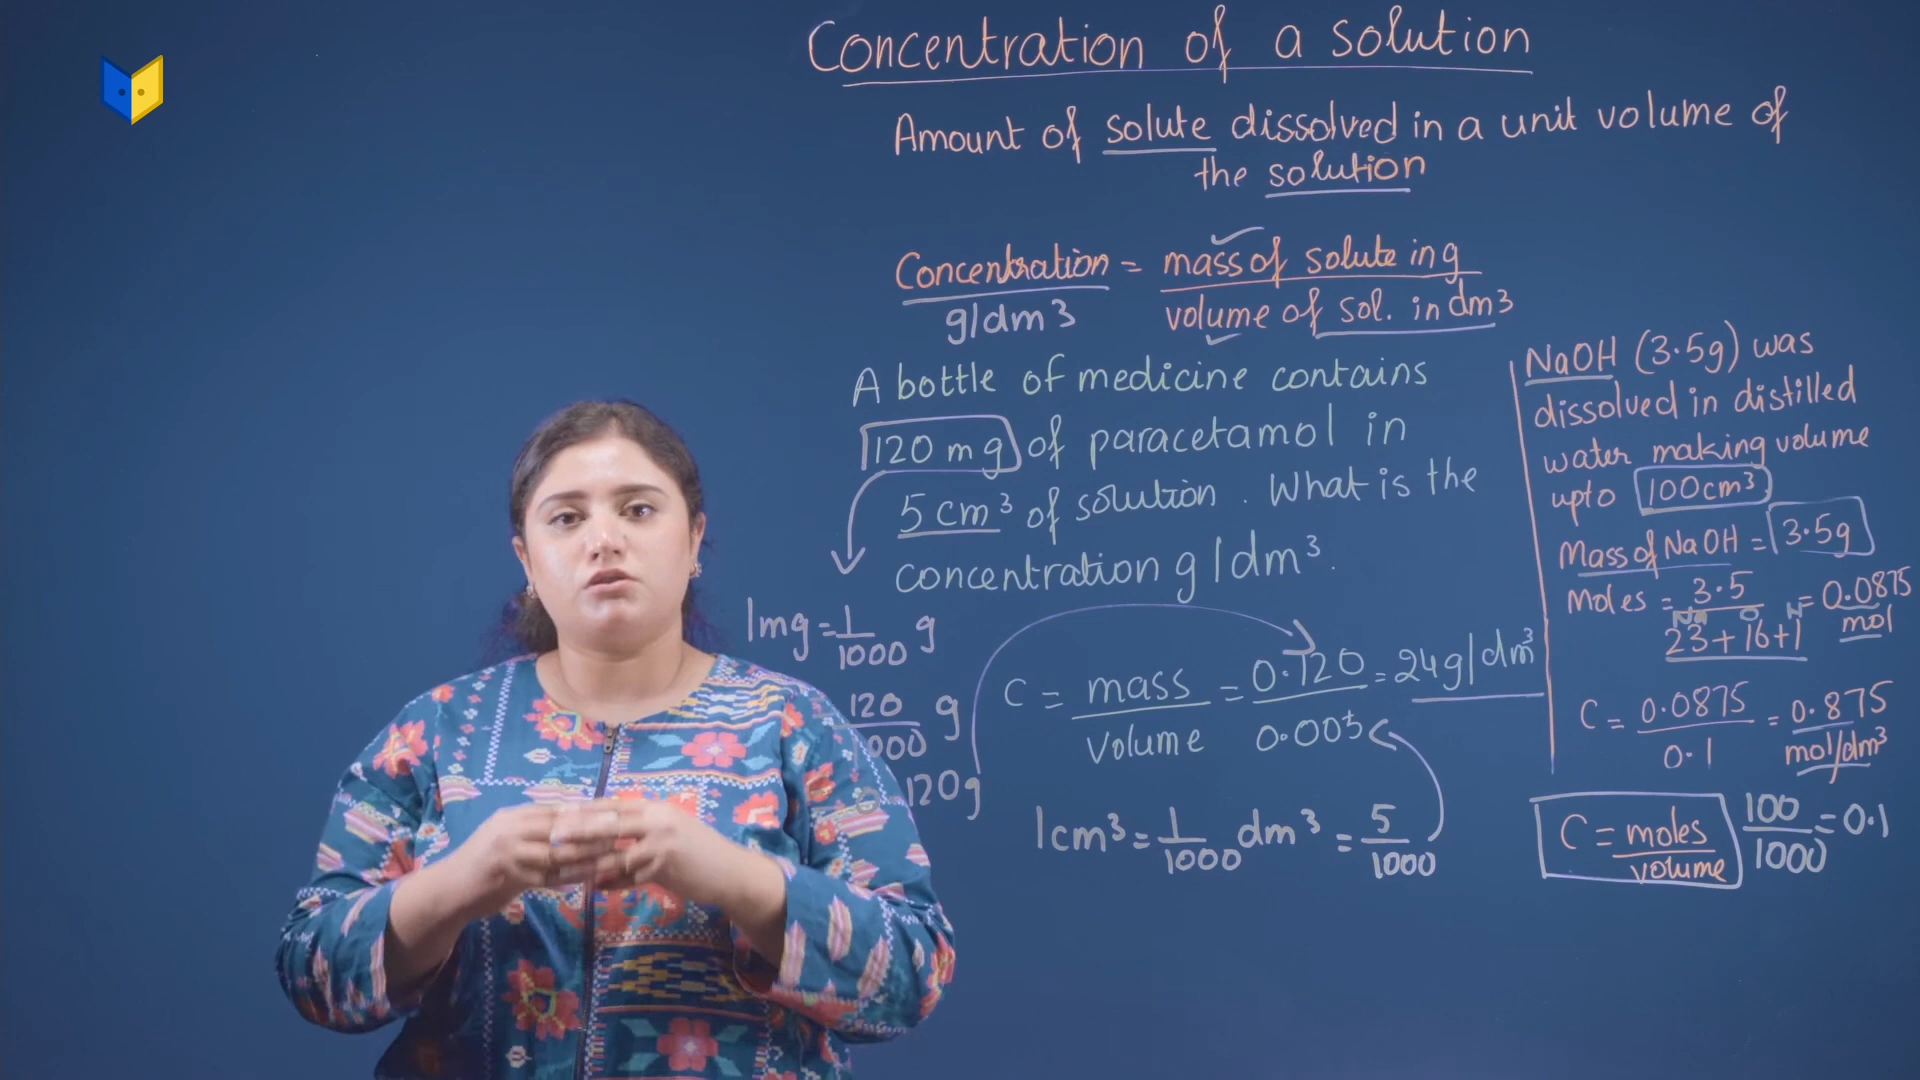 Concentration of a solution
Amount of solute dissolved in a unit volume of
the solution
Concentration = mass of solute in g
g/dm3 volume of sol. in dm3
A bottle of medicine contains
120 mg of paracetamol in
5 cm3 of solution. What is the
concentration g/dm3.
1mg = 1/1000 g
120 g
000
120g
C = mass/Volume = 0.120/0.005 = 24g/dm3
1cm3 = 1/1000 dm3 = 5/1000
NaOH (3.5g) was
dissolved in distilled
water making volume
upto 100cm3
Mass of NaOH = 3.5g
Moles = 3.5 = 0.0875
Na O H mol
23+16+1
C = 0.0875/0.1 = 0.875
mol/dm3
C = moles/volume
100/1000 = 0.1